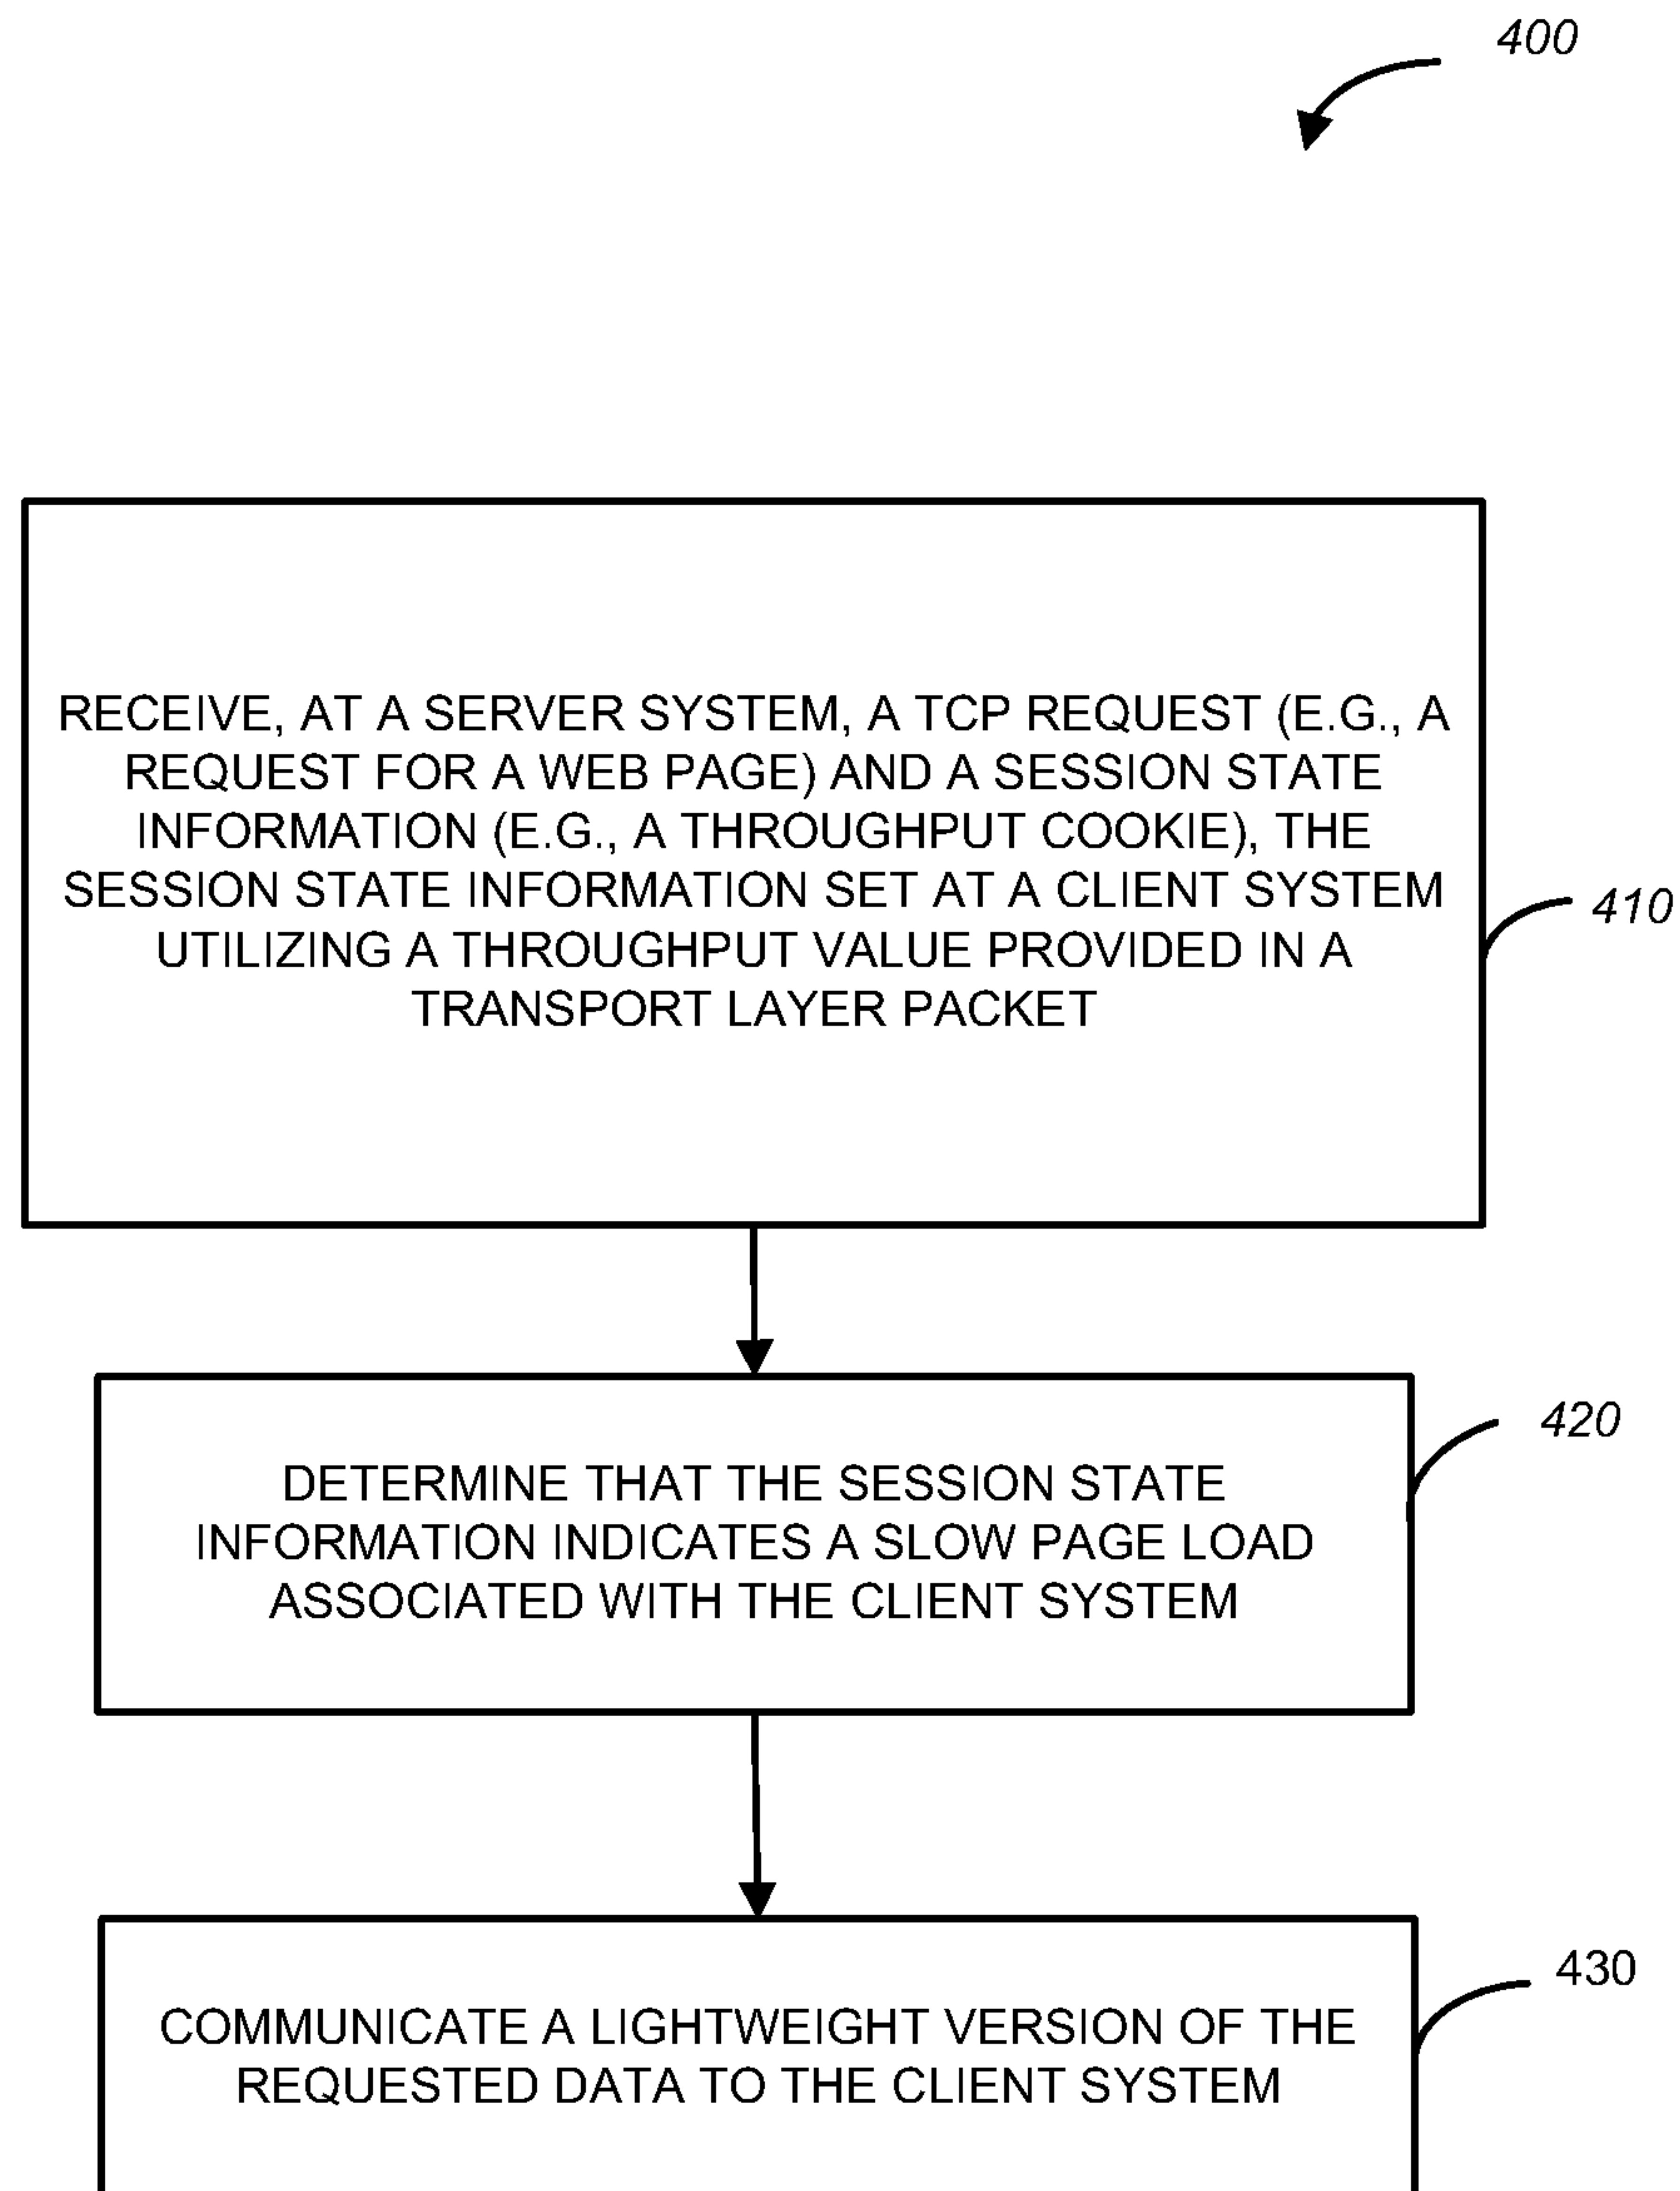 400
RECEIVE, AT A SERVER SYSTEM, A TCP REQUEST (E.G., A
REQUEST FOR A WEB PAGE) AND A SESSION STATE
INFORMATION (E.G., A THROUGHPUT COOKIE), THE
SESSION STATE INFORMATION SET AT A CLIENT SYSTEM
UTILIZING A THROUGHPUT VALUE PROVIDED IN A
TRANSPORT LAYER PACKET
410
DETERMINE THAT THE SESSION STATE
INFORMATION INDICATES A SLOW PAGE LOAD
ASSOCIATED WITH THE CLIENT SYSTEM
420
COMMUNICATE A LIGHTWEIGHT VERSION OF THE
REQUESTED DATA TO THE CLIENT SYSTEM
430